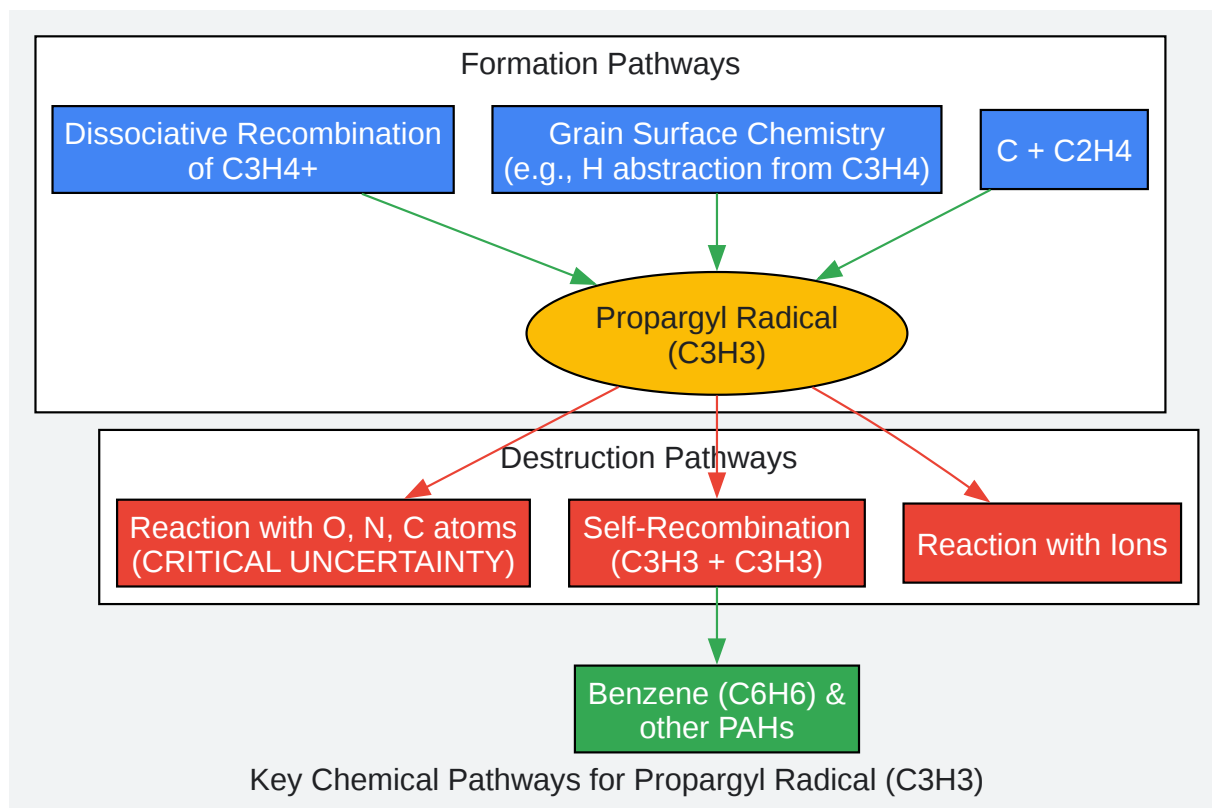 Formation Pathways
Dissociative Recombination
of C3H4+
Grain Surface Chemistry
(e.g., H abstraction from C3H4)
C + C2H4
Propargyl Radical
(C3H3)
Destruction Pathways
Reaction with O, N, C atoms
(CRITICAL UNCERTAINTY)
Self-Recombination
(C3H3 + C3H3)
Reaction with Ions
Benzene (C6H6) &
other PAHs
Key Chemical Pathways for Propargyl Radical (C3H3)